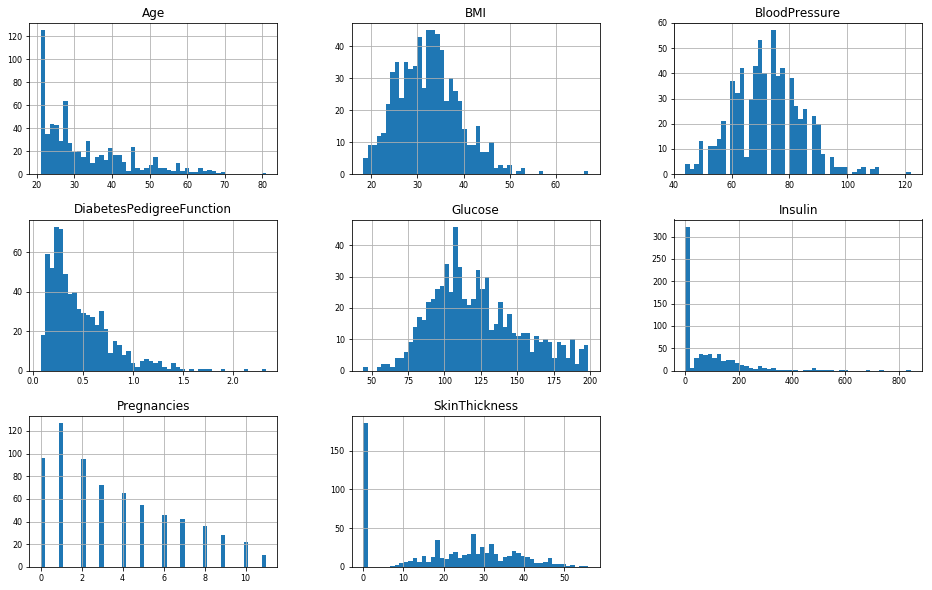 Age
120
100
80
60
40
20
0
20 30 40 50 60 70 80
BMI
40
30
20
10
0
20 30 40 50 60
BloodPressure
60
50
40
30
20
10
0
40 60 80 100 120
DiabetesPedigreeFunction
60
40
20
0
0.0 0.5 1.0 1.5 2.0
Glucose
40
30
20
10
0
50 75 100 125 150 175 200
Insulin
300
250
200
150
100
50
0
0 200 400 600 800
Pregnancies
120
100
80
60
40
20
0
0 2 4 6 8 10
SkinThickness
150
100
50
0
0 10 20 30 40 50